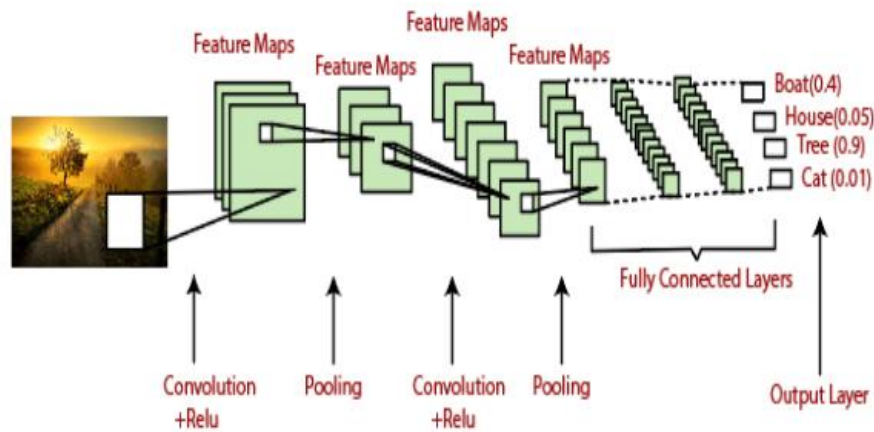 Feature Maps
Feature Maps
Feature Maps
Feature Maps
Boat(0.4)
House(0.05)
Tree (0.9)
Cat (0.01)
Fully Connected Layers
Convolution
+Relu
Pooling
Convolution
+Relu
Pooling
Output Layer